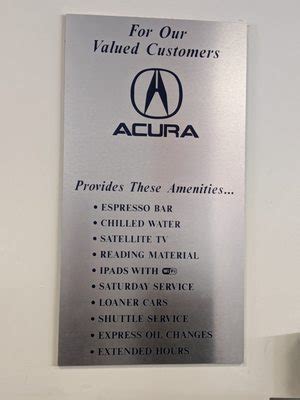 For Our
Valued Customers
ACURA
Provides These Amenities...
• ESPRESSO BAR
• CHILLED WATER
• SATELLITE TV
• READING MATERIAL
• IPADS WITH WiFi
• SATURDAY SERVICE
• LOANER CARS
• SHUTTLE SERVICE
• EXPRESS OIL CHANGES
• EXTENDED HOURS